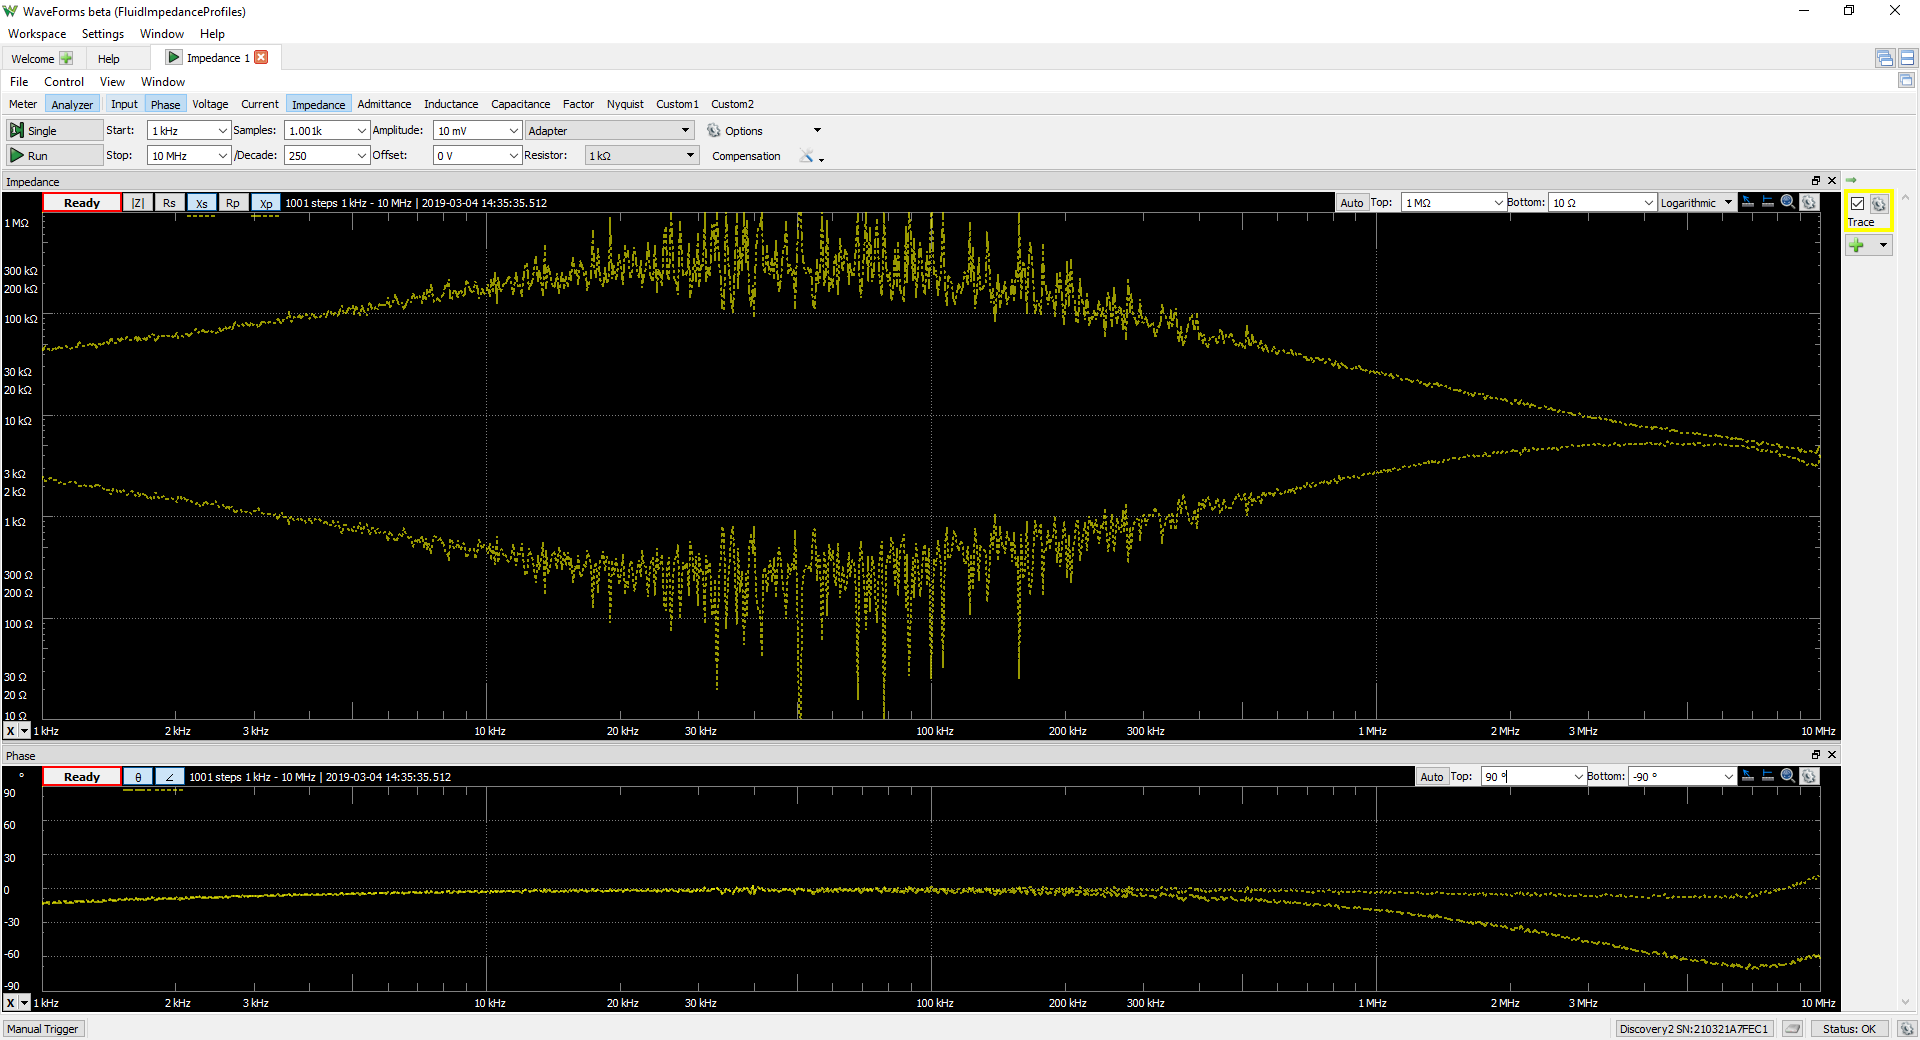 WaveForms beta (FluidImpedanceProfiles)
Workspace Settings Window Help
Welcome Help Impedance 1
File Control View Window
Meter Analyzer Input Phase Voltage Current Impedance Admittance Inductance Capacitance Factor Nyquist Custom1 Custom2
Single Start: 1 kHz Samples: 1.001k Amplitude: 10 mV Adapter Options
Run Stop: 10 MHz /Decade: 250 Offset: 0 V Resistor: 1 kΩ Compensation
Impedance
Ready |Z| Rs Xs Rp Xp 1001 steps 1 kHz - 10 MHz | 2019-03-04 14:35:35.512 Auto Top: 1 MΩ Bottom: 10 Ω Logarithmic
Trace
1 MΩ
300 kΩ
200 kΩ
100 kΩ
30 kΩ
20 kΩ
10 kΩ
3 kΩ
2 kΩ
1 kΩ
300 Ω
200 Ω
100 Ω
30 Ω
20 Ω
10 Ω
X 1 kHz 2 kHz 3 kHz 10 kHz 20 kHz 30 kHz 100 kHz 200 kHz 300 kHz 1 MHz 2 MHz 3 MHz 10 MHz
Phase
° Ready θ ∠ 1001 steps 1 kHz - 10 MHz | 2019-03-04 14:35:35.512 Auto Top: 90 ° Bottom: -90 °
90
60
30
0
-30
-60
-90
X 1 kHz 2 kHz 3 kHz 10 kHz 20 kHz 30 kHz 100 kHz 200 kHz 300 kHz 1 MHz 2 MHz 3 MHz 10 MHz
Manual Trigger Discovery2 SN:210321A7FEC1 Status: OK